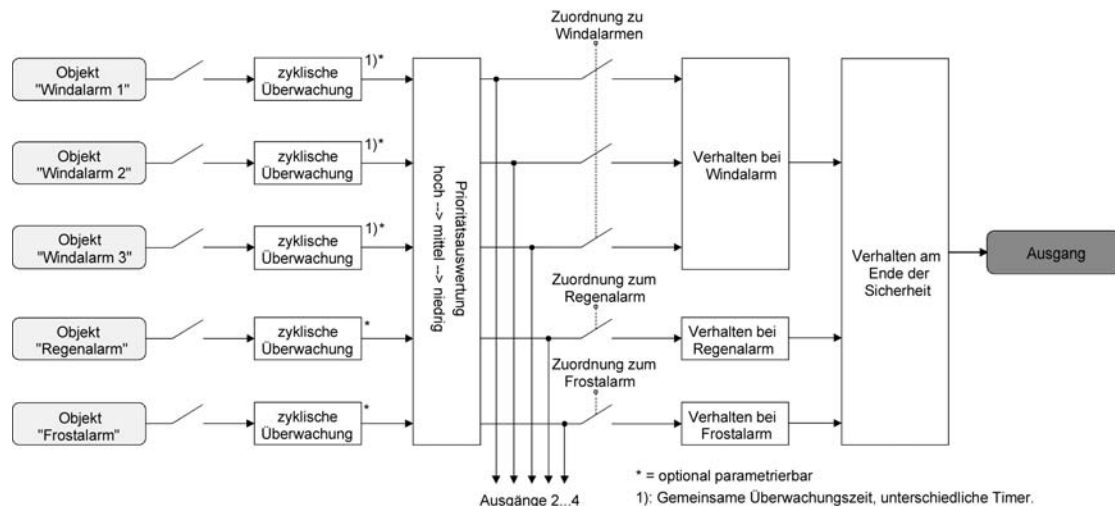 Zuordnung zu
Windalarmen
Objekt
"Windalarm 1"
zyklische
Überwachung
1)*
Objekt
"Windalarm 2"
zyklische
Überwachung
1)*
Objekt
"Windalarm 3"
zyklische
Überwachung
1)*
Objekt
"Regenalarm"
zyklische
Überwachung
*
Objekt
"Frostalarm"
zyklische
Überwachung
*
Prioritätsauswertung
hoch --> mittel --> niedrig
Zuordnung zum
Regenalarm
Zuordnung zum
Frostalarm
Verhalten bei
Windalarm
Verhalten bei
Regenalarm
Verhalten bei
Frostalarm
Verhalten am
Ende der
Sicherheit
Ausgang
Ausgänge 2...4
* = optional parametrierbar
1): Gemeinsame Überwachungszeit, unterschiedliche Timer.